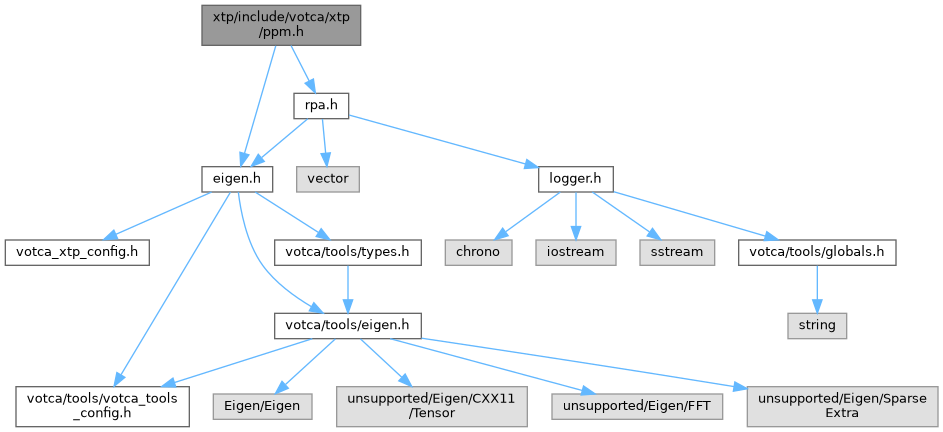 xtp/include/votca/xtp
/ppm.h
rpa.h
eigen.h
vector
logger.h
votca_xtp_config.h
votca/tools/types.h
chrono
iostream
sstream
votca/tools/globals.h
votca/tools/eigen.h
string
votca/tools/votca_tools
_config.h
Eigen/Eigen
unsupported/Eigen/CXX11
/Tensor
unsupported/Eigen/FFT
unsupported/Eigen/Sparse
Extra